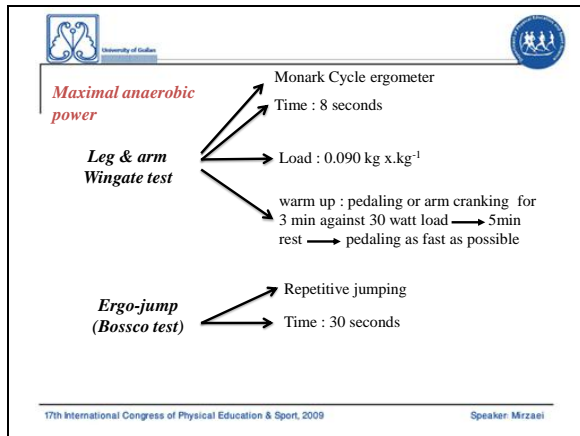 University of Guilan
Maximal anaerobic
power
Monark Cycle ergometer
Time : 8 seconds
Leg & arm
Wingate test
Load : 0.090 kg x.kg⁻¹
warm up : pedaling or arm cranking for
3 min against 30 watt load → 5min
rest → pedaling as fast as possible
Ergo-jump
(Bossco test)
Repetitive jumping
Time : 30 seconds
17th International Congress of Physical Education & Sport, 2009
Speaker: Mirzaei